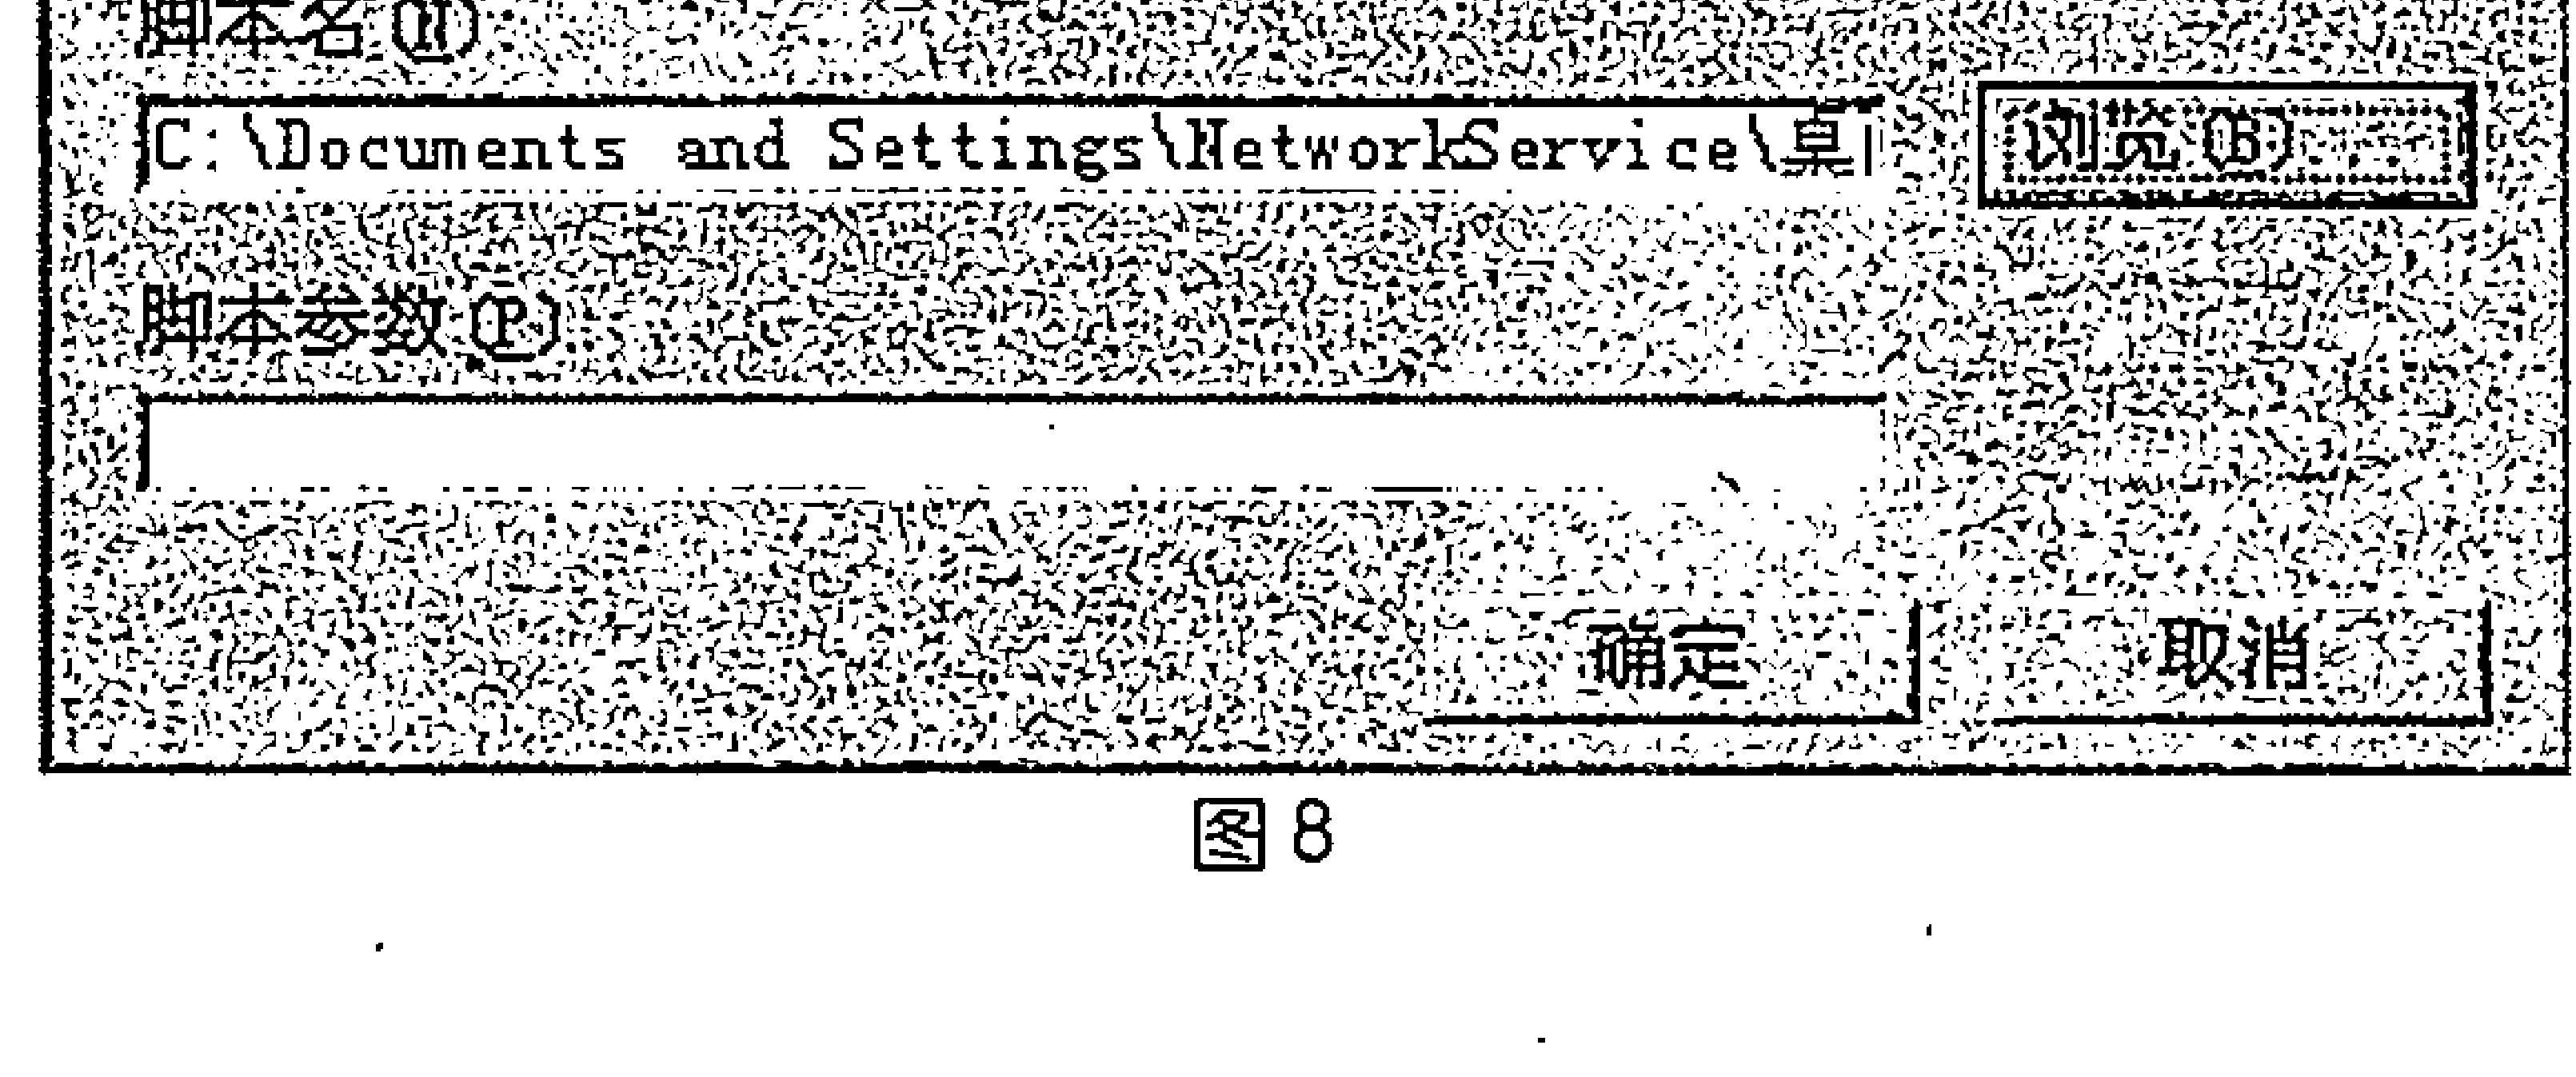 脚本名(N)
C:\Documents and Settings\NetworkService\桌
浏览(B)
脚本参数(P)
确定
取消
图8